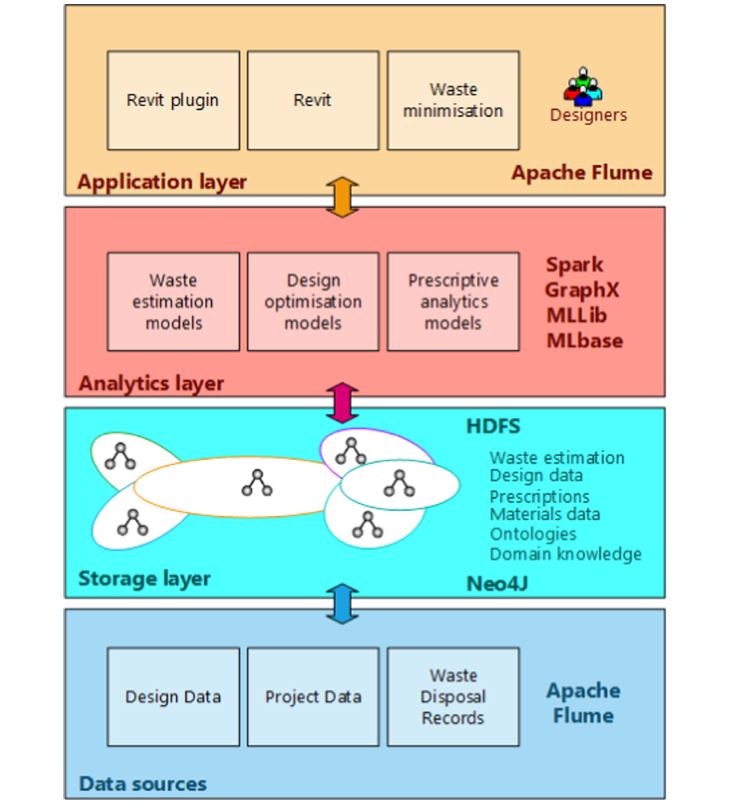 Revit plugin
Revit
Waste
minimisation
Designers
Application layer
Apache Flume
Waste
estimation
models
Design
optimisation
models
Prescriptive
analytics
models
Spark
GraphX
MLLib
MLbase
Analytics layer
HDFS
Waste estimation
Design data
Prescriptions
Materials data
Ontologies
Domain knowledge
Storage layer
Neo4J
Design Data
Project Data
Waste
Disposal
Records
Apache
Flume
Data sources